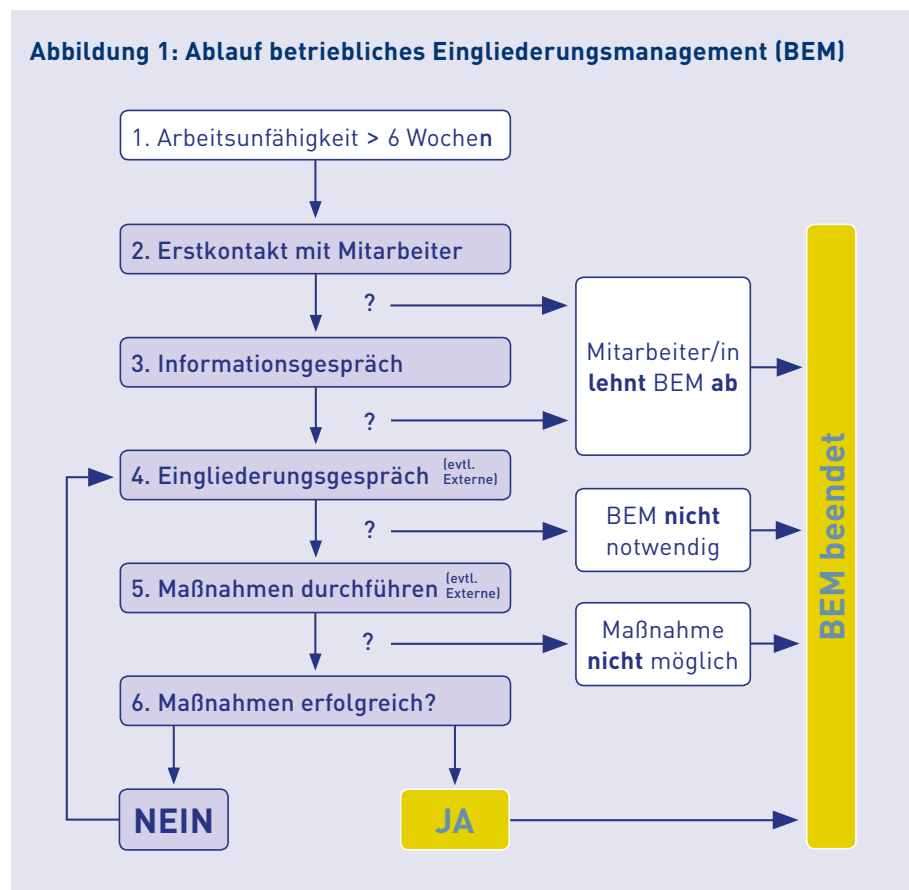 Abbildung 1: Ablauf betriebliches Eingliederungsmanagement (BEM)
1. Arbeitsunfähigkeit > 6 Wochen
2. Erstkontakt mit Mitarbeiter
?
3. Informationsgespräch
?
Mitarbeiter/in
lehnt BEM ab
4. Eingliederungsgespräch (evtl.
Externe)
?
BEM nicht
notwendig
5. Maßnahmen durchführen (evtl.
Externe)
?
Maßnahme
nicht möglich
6. Maßnahmen erfolgreich?
NEIN
JA
BEM beendet